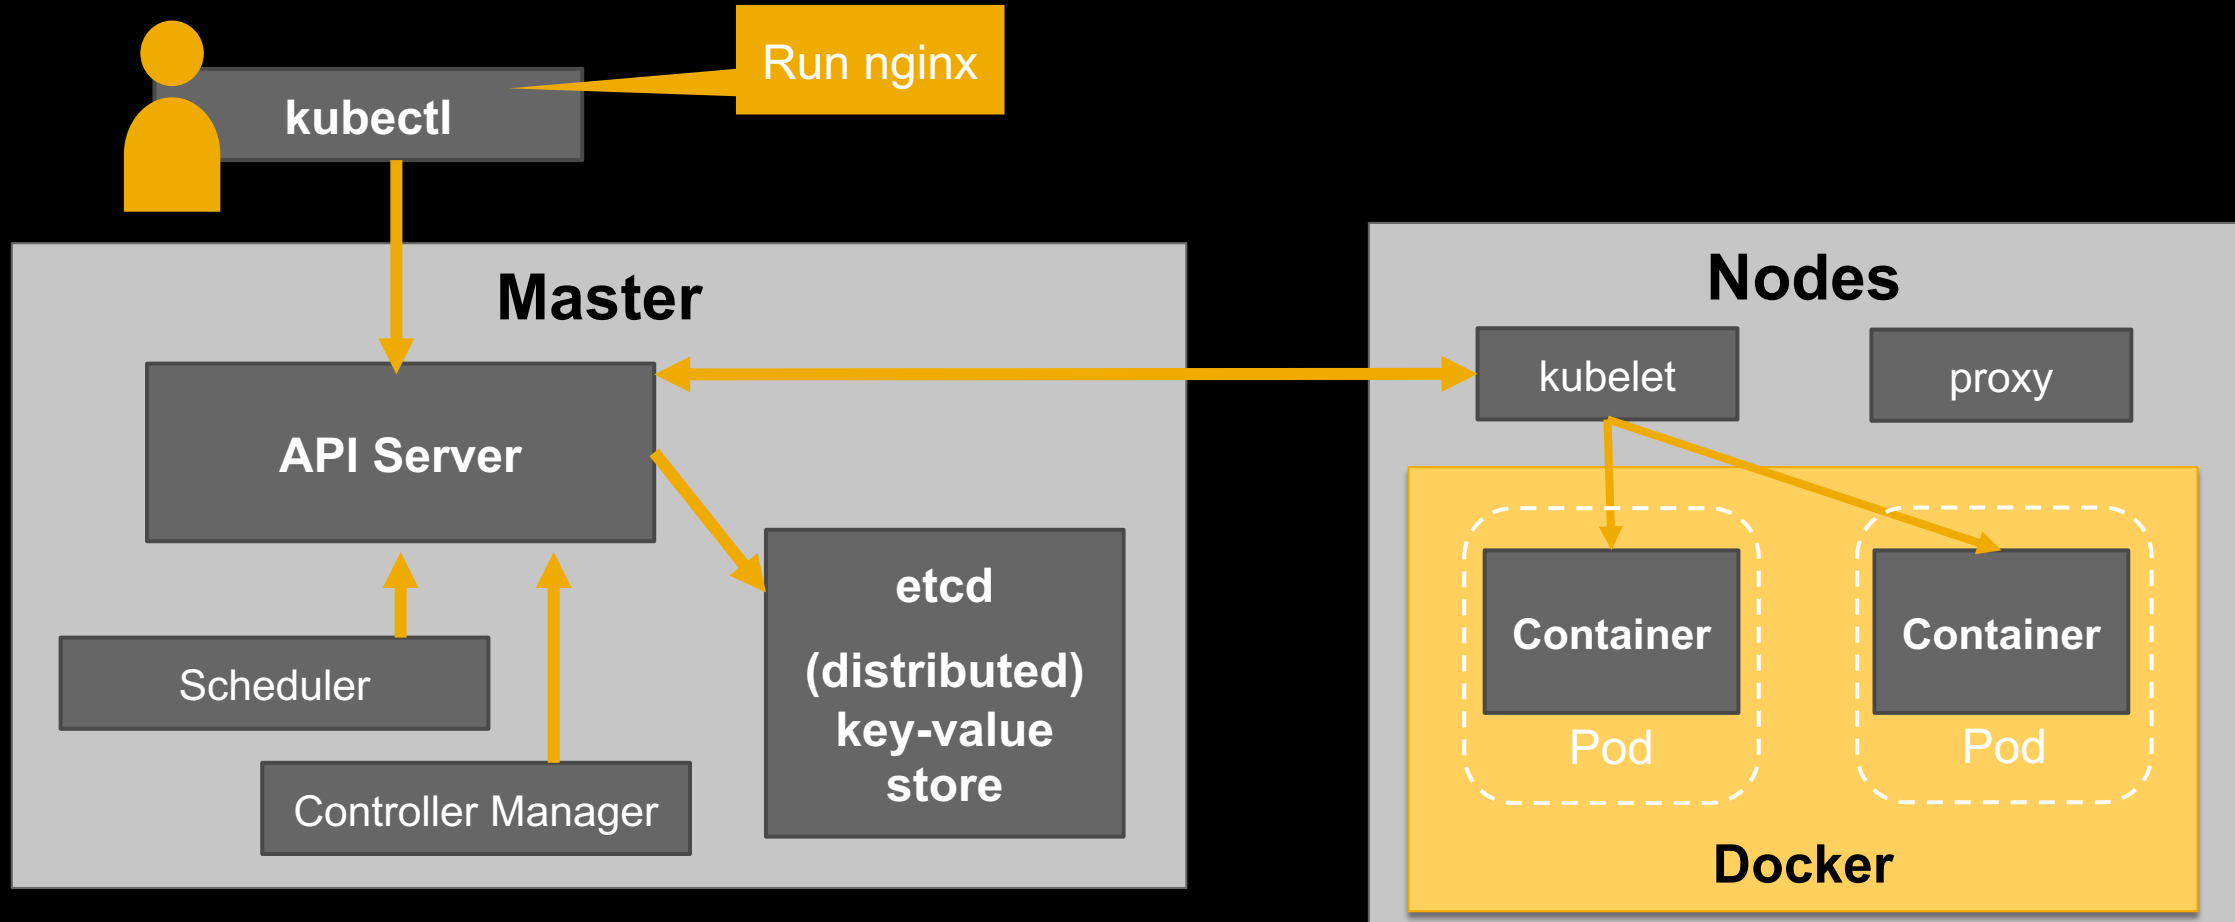 Run nginx
kubectl
Master
API Server
Scheduler
Controller Manager
etcd
(distributed)
key-value
store
Nodes
kubelet
proxy
Container
Container
Pod
Pod
Docker